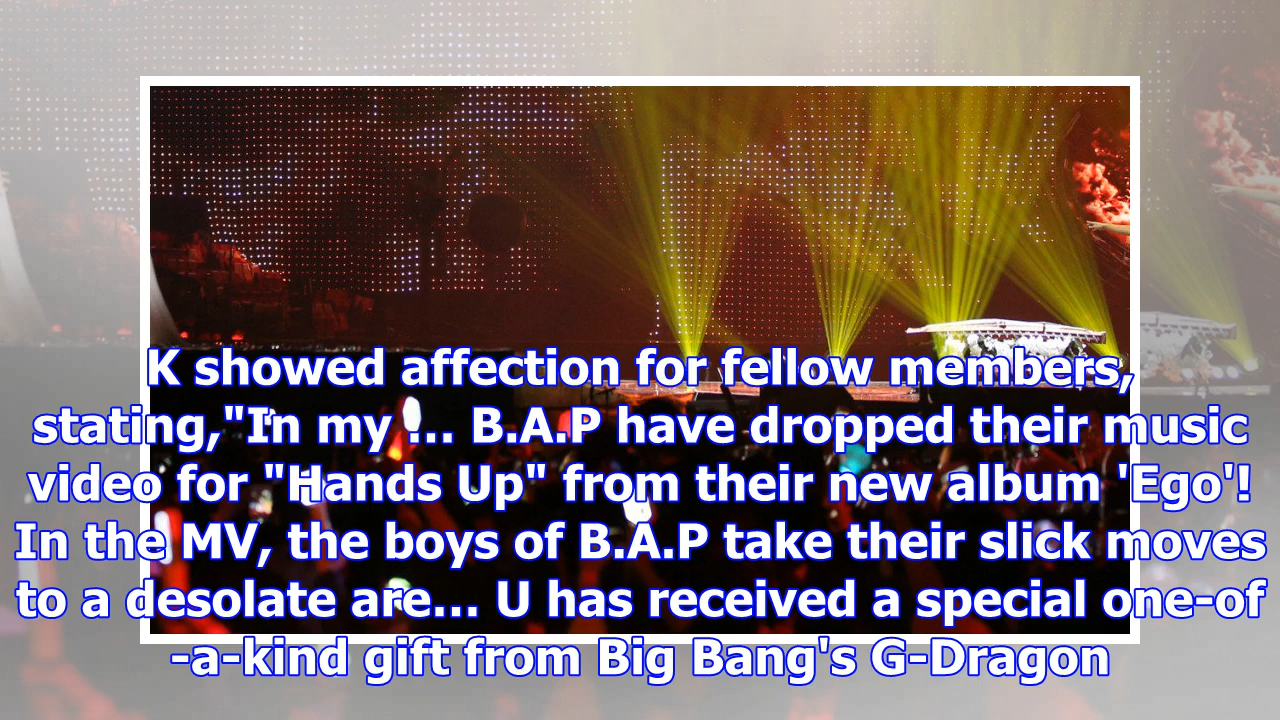 K showed affection for fellow members,
stating,"In my !... B.A.P have dropped their music
video for "Hands Up" from their new album 'Ego'!
In the MV, the boys of B.A.P take their slick moves
to a desolate are... U has received a special one-of
-a-kind gift from Big Bang's G-Dragon